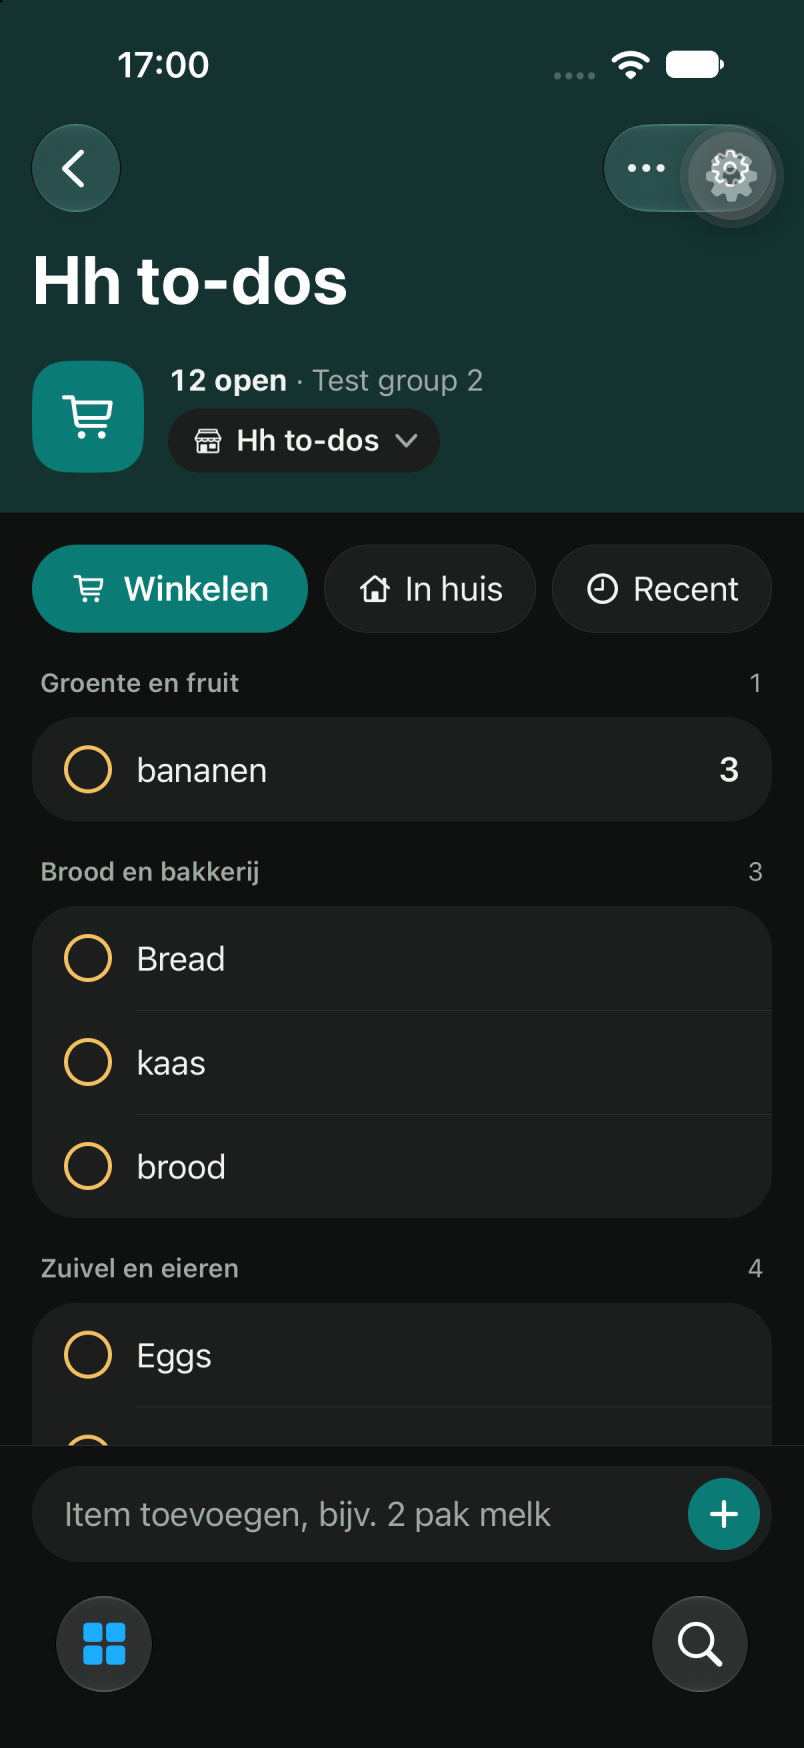 17:00
Hh to-dos
12 open · Test group 2
Hh to-dos
Winkelen
In huis
Recent
Groente en fruit
1
bananen
3
Brood en bakkerij
3
Bread
kaas
brood
Zuivel en eieren
4
Eggs
Item toevoegen, bijv. 2 pak melk